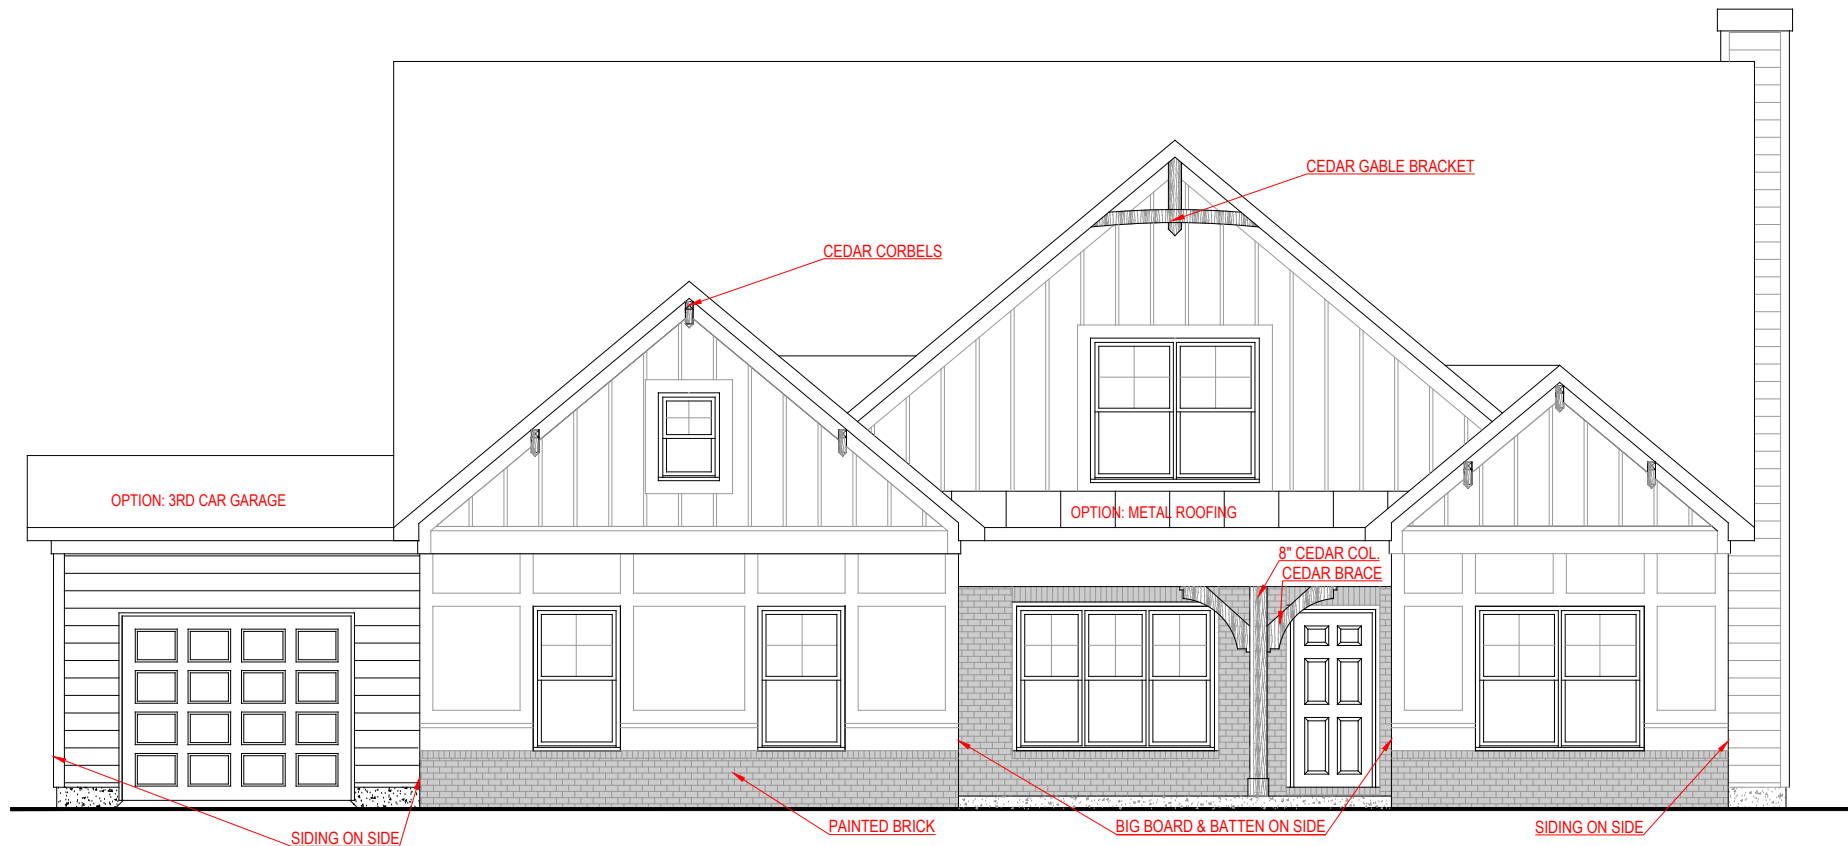 CEDAR GABLE BRACKET
CEDAR CORBELS
OPTION: 3RD CAR GARAGE
OPTION: METAL ROOFING
8" CEDAR COL.
CEDAR BRACE
SIDING ON SIDE
PAINTED BRICK
BIG BOARD & BATTEN ON SIDE
SIDING ON SIDE